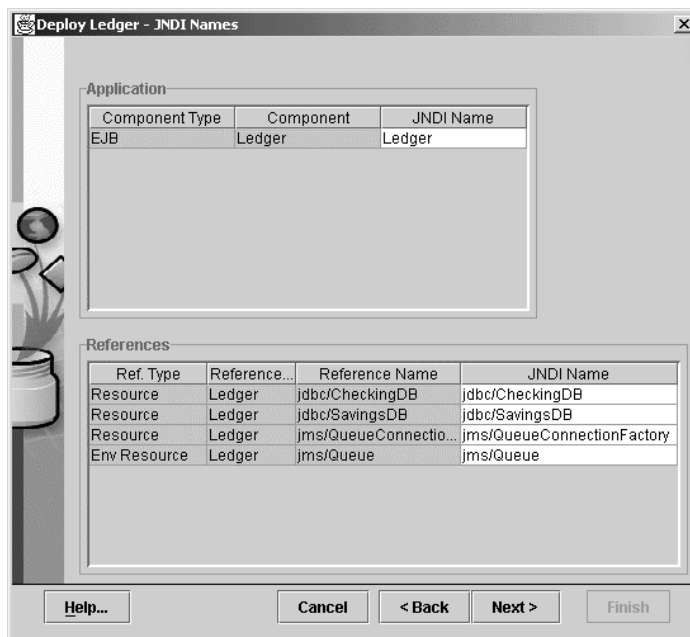 Deploy Ledger - JNDI Names
Application
Component Type Component JNDI Name
EJB Ledger Ledger
References
Ref. Type Reference... Reference Name JNDI Name
Resource Ledger jdbc/CheckingDB jdbc/CheckingDB
Resource Ledger jdbc/SavingsDB jdbc/SavingsDB
Resource Ledger jms/QueueConnectio... jms/QueueConnectionFactory
Env Resource Ledger jms/Queue jms/Queue
Help... Cancel < Back Next > Finish